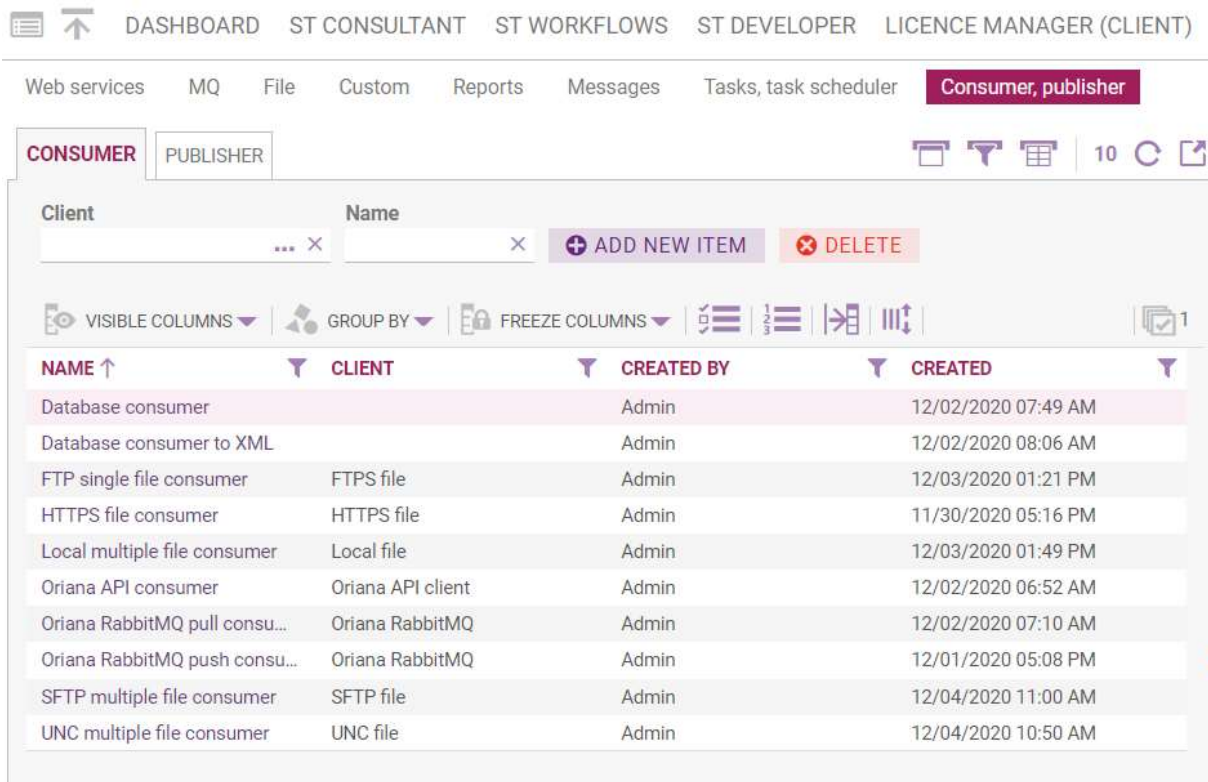 DASHBOARD ST CONSULTANT ST WORKFLOWS ST DEVELOPER LICENCE MANAGER (CLIENT)
Web services MQ File Custom Reports Messages Tasks, task scheduler Consumer, publisher
CONSUMER PUBLISHER 10
Client Name
... × × ADD NEW ITEM DELETE
VISIBLE COLUMNS GROUP BY FREEZE COLUMNS 1 2 3 1
NAME ↑ CLIENT CREATED BY CREATED
Database consumer Admin 12/02/2020 07:49 AM
Database consumer to XML Admin 12/02/2020 08:06 AM
FTP single file consumer FTPS file Admin 12/03/2020 01:21 PM
HTTPS file consumer HTTPS file Admin 11/30/2020 05:16 PM
Local multiple file consumer Local file Admin 12/03/2020 01:49 PM
Oriana API consumer Oriana API client Admin 12/02/2020 06:52 AM
Oriana RabbitMQ pull consu... Oriana RabbitMQ Admin 12/02/2020 07:10 AM
Oriana RabbitMQ push consu... Oriana RabbitMQ Admin 12/01/2020 05:08 PM
SFTP multiple file consumer SFTP file Admin 12/04/2020 11:00 AM
UNC multiple file consumer UNC file Admin 12/04/2020 10:50 AM